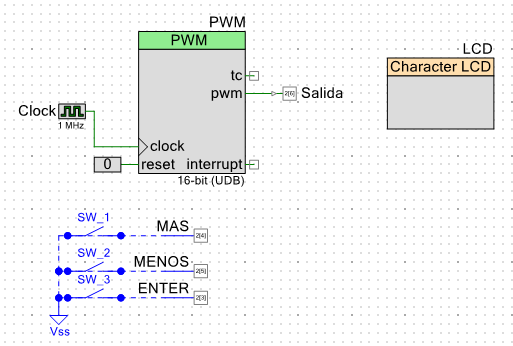 PWM
PWM
tc
pwm
2[6]
Salida
Clock
1 MHz
clock
0
reset
interrupt
16-bit (UDB)
LCD
Character LCD
SW_1
MAS
2[4]
SW_2
MENOS
2[5]
SW_3
ENTER
2[3]
Vss